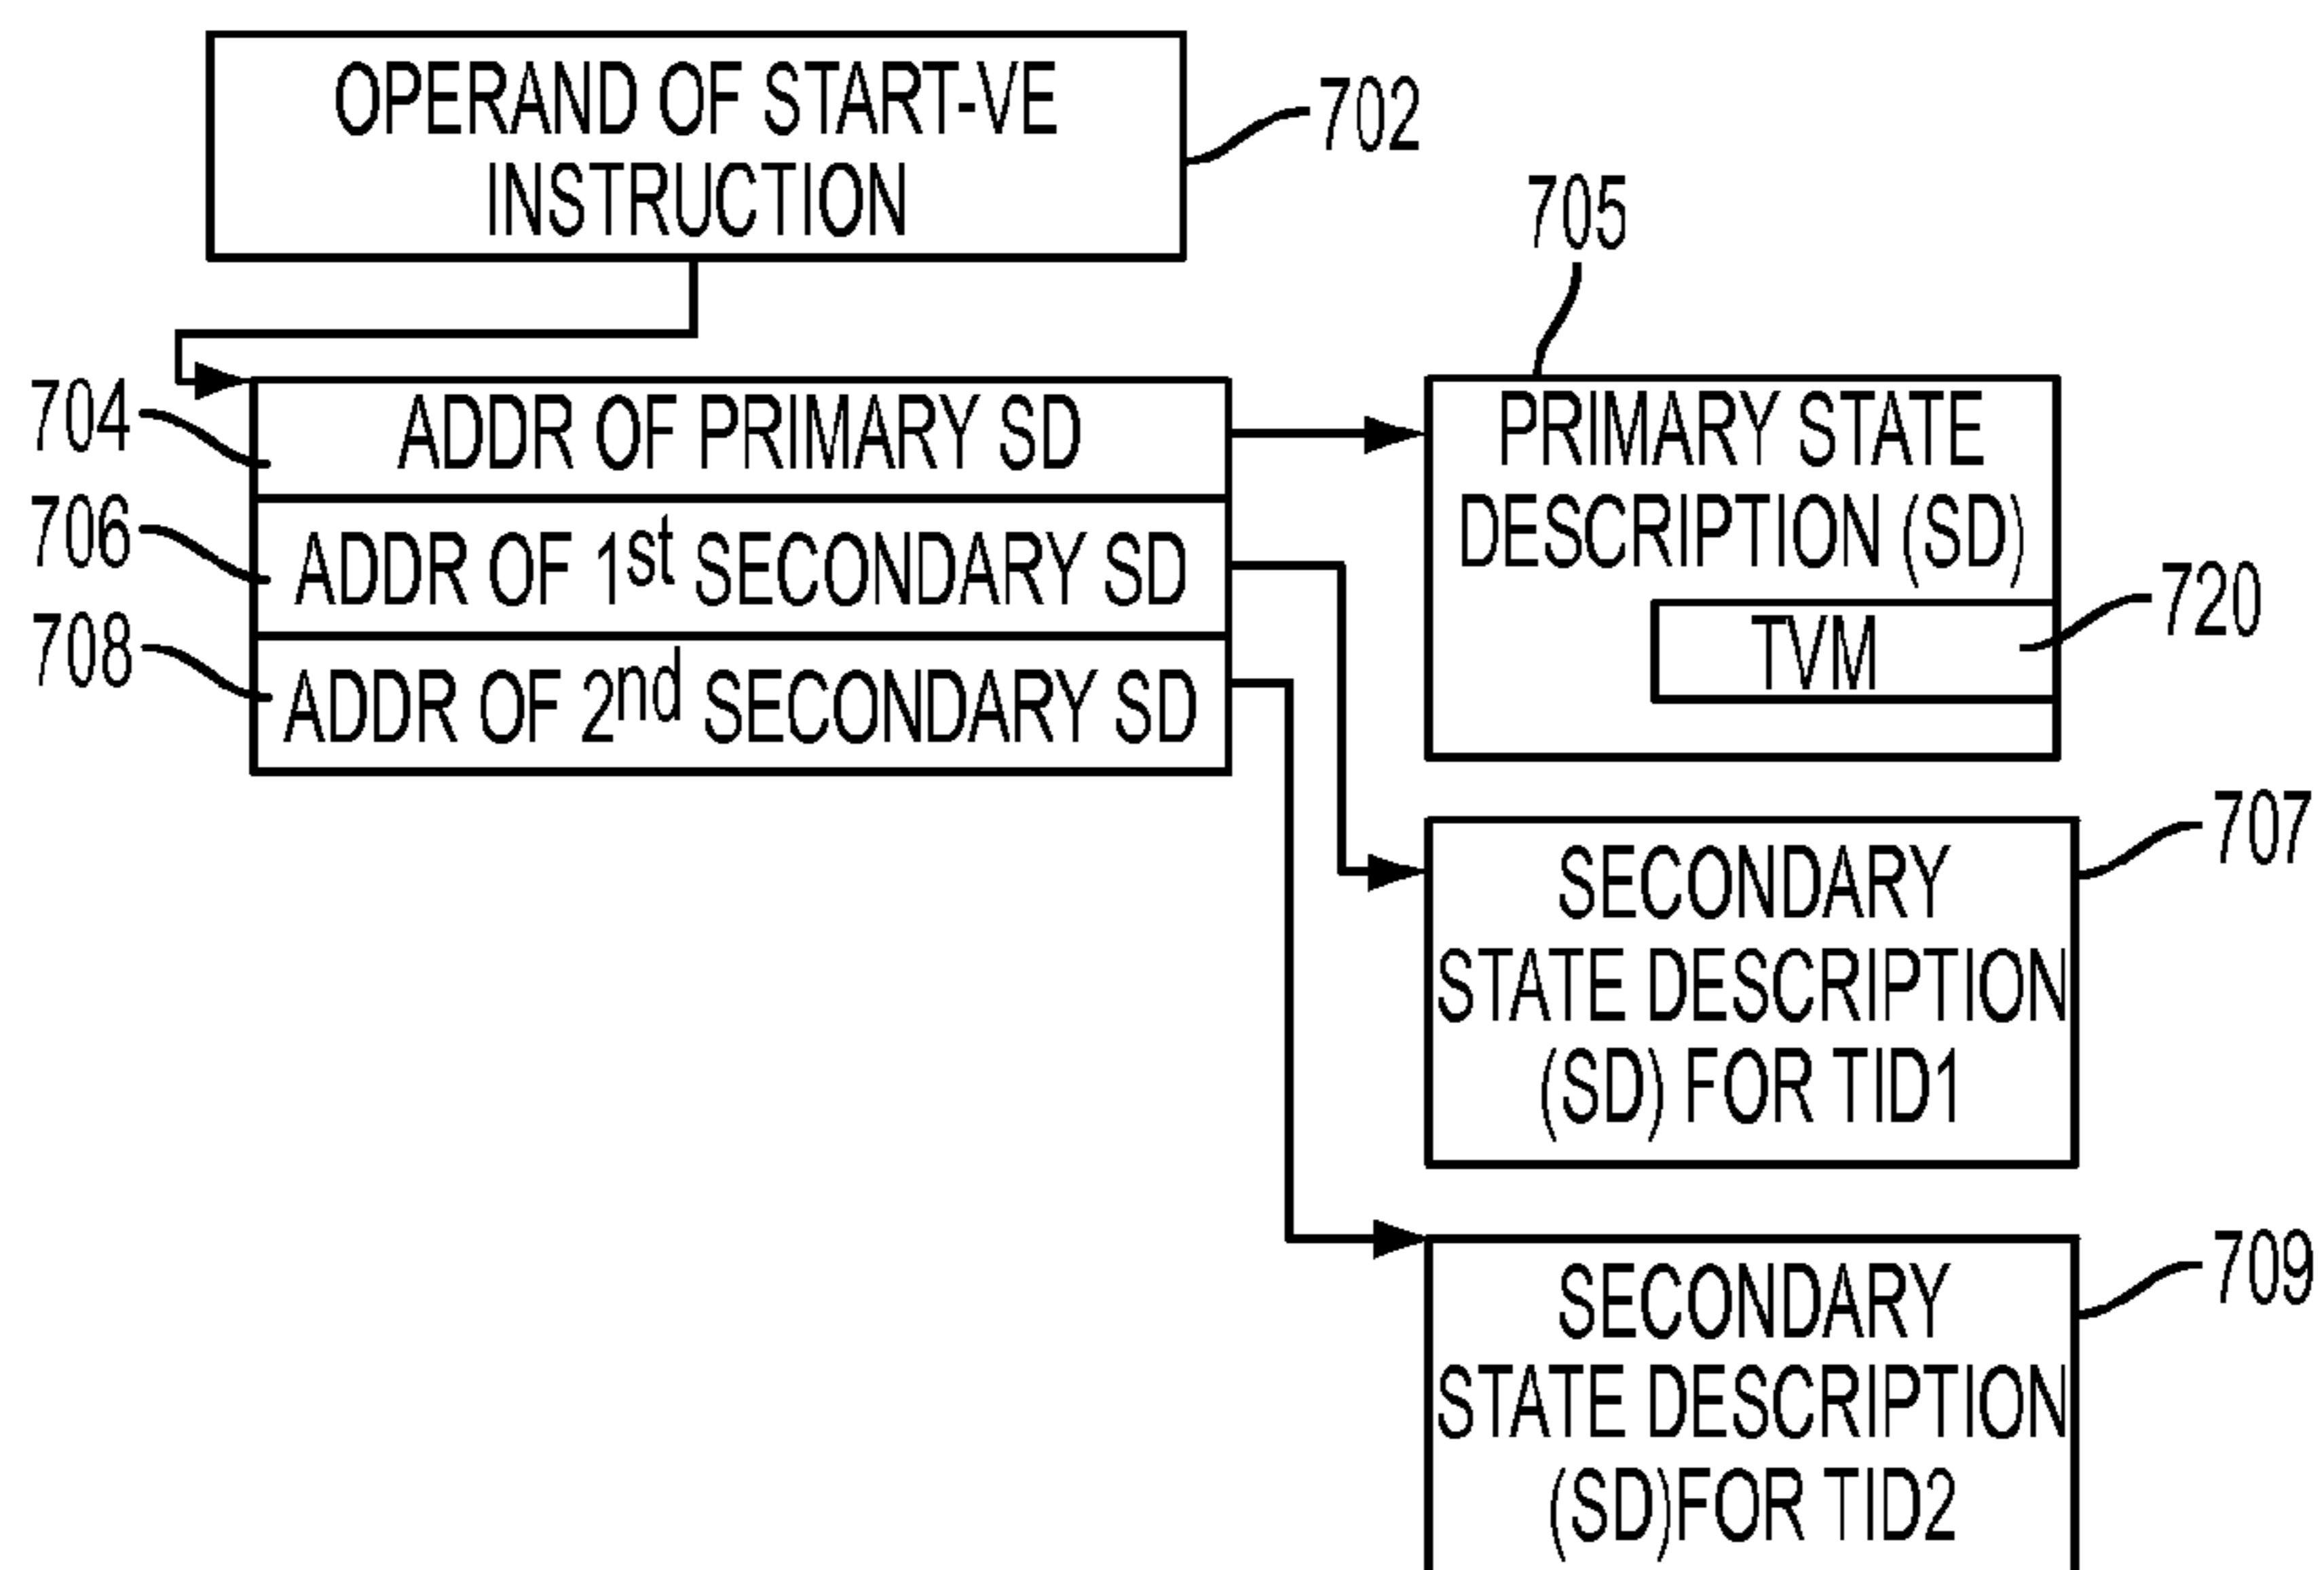 OPERAND OF START-VE
INSTRUCTION
702
705
704
ADDR OF PRIMARY SD
706
ADDR OF 1st SECONDARY SD
708
ADDR OF 2nd SECONDARY SD
PRIMARY STATE
DESCRIPTION (SD)
TVM
720
SECONDARY
STATE DESCRIPTION
(SD) FOR TID1
707
SECONDARY
STATE DESCRIPTION
(SD)FOR TID2
709